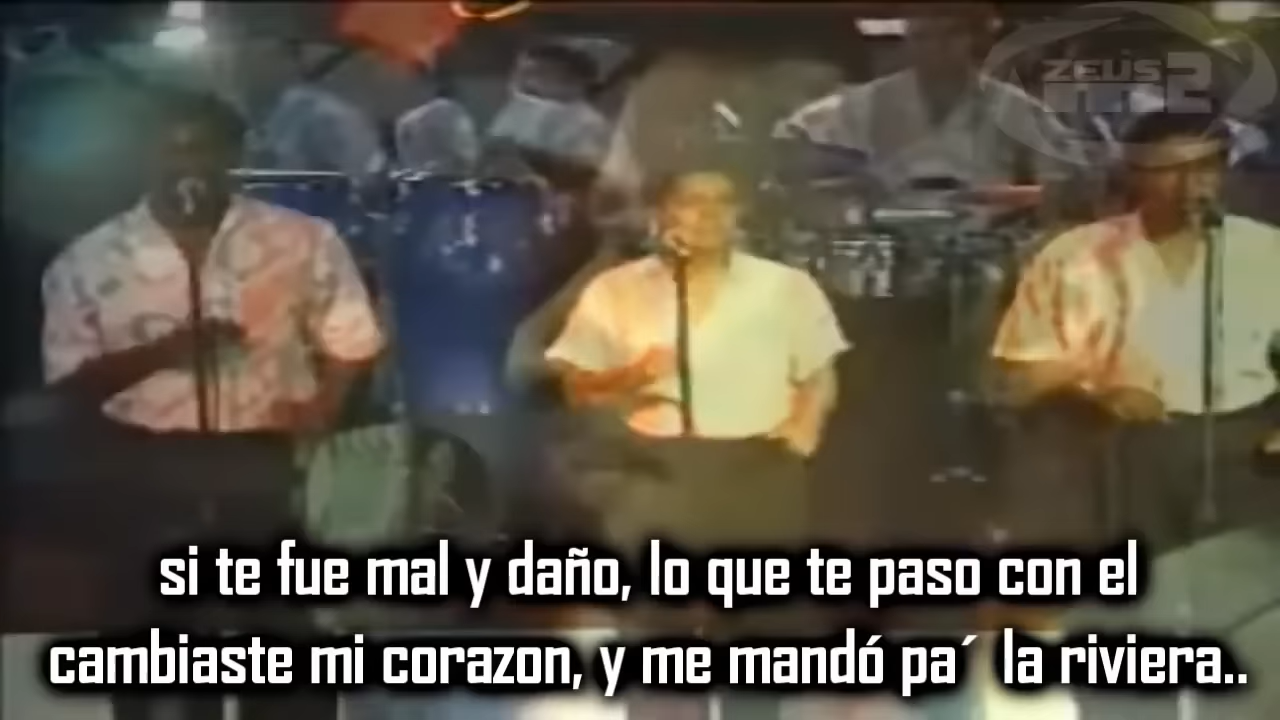 ZEUS
si te fue mal y daño, lo que te paso con el
cambiaste mi corazon, y me mandó pa´ la riviera..